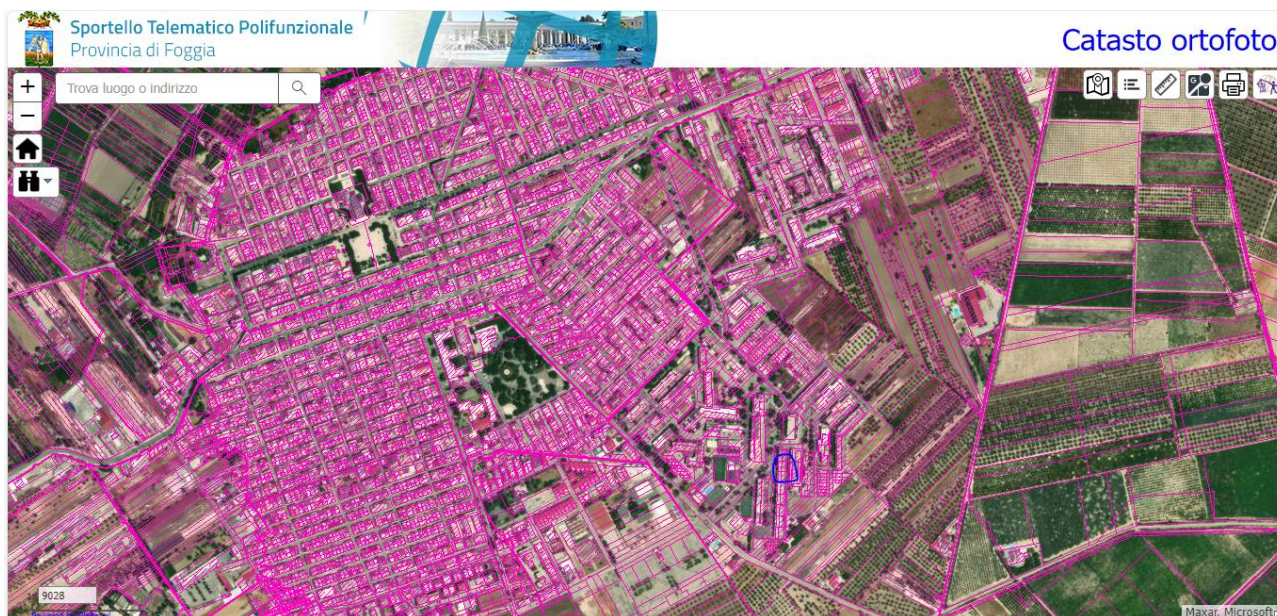 Sportello Telematico Polifunzionale
Provincia di Foggia
Catasto ortofoto
+
Trova luogo o indirizzo
−
G
9028
Maxar, Microsoft